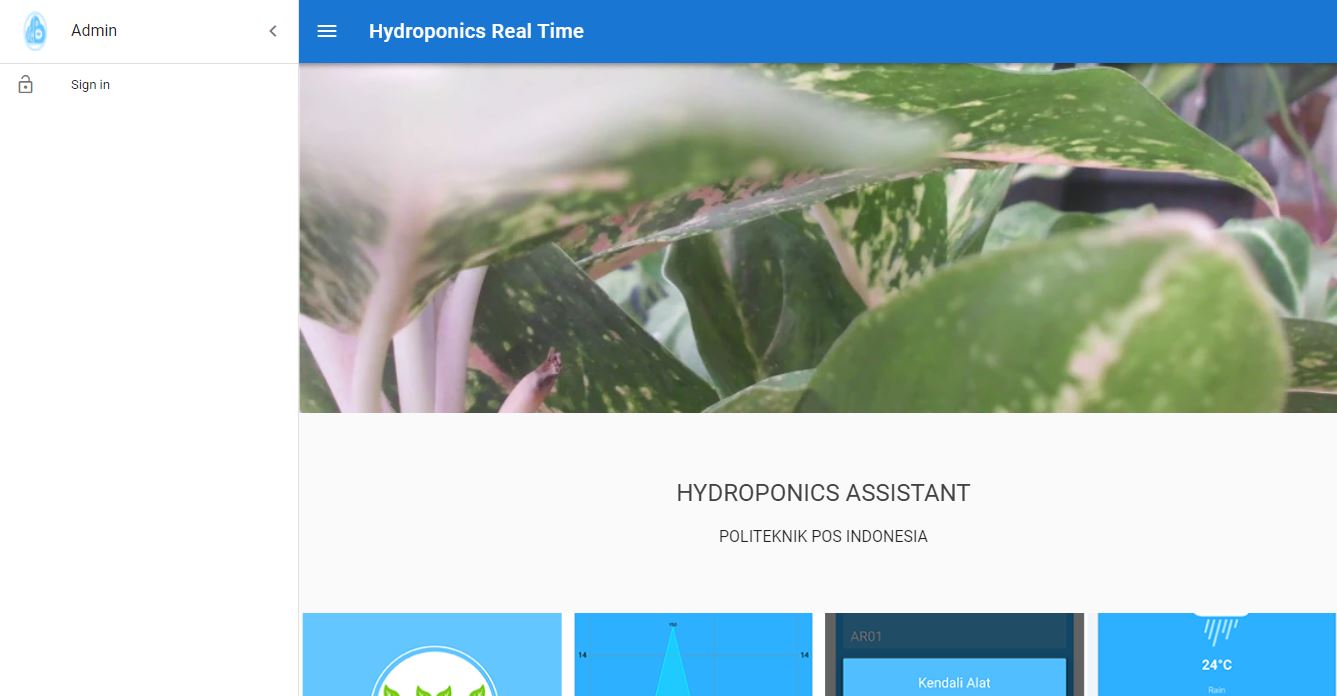 Admin
Hydroponics Real Time
Sign in
HYDROPONICS ASSISTANT
POLITEKNIK POS INDONESIA
14
14
AR01
Kendali Alat
24°C
Rain